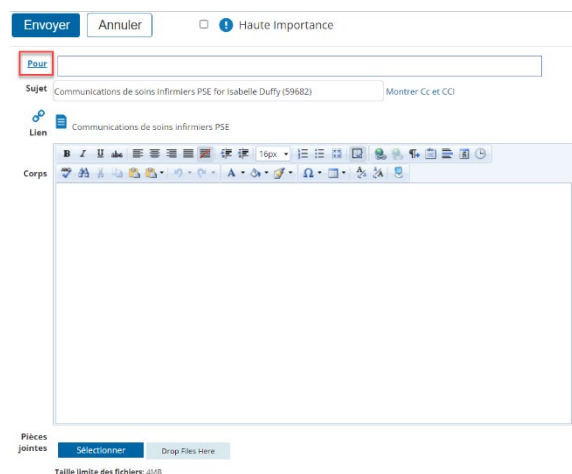 Envoyer Annuler Haute Importance
Pour
Sujet Communications de soins infirmiers PSE for Isabelle Duffy (59682) Montrer Cc et CCI
Lien Communications de soins infirmiers PSE
B I U abc 16px
Corps
Pièces
jointes Sélectionner Drop Files Here
Taille limite des fichiers: 4MB